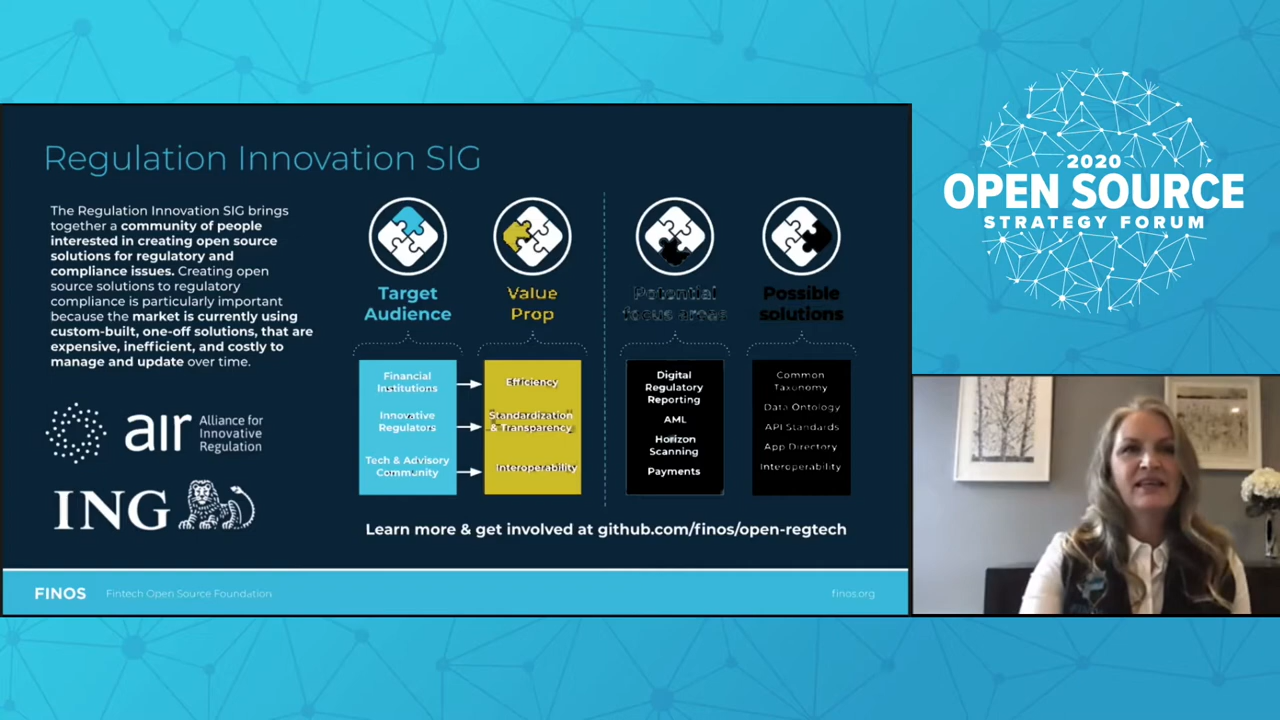 Regulation Innovation SIG
The Regulation Innovation SIG brings
together a community of people
interested in creating open source
solutions for regulatory and
compliance issues. Creating open
source solutions to regulatory
compliance is particularly important
because the market is currently using
custom-built, one-off solutions, that are
expensive, inefficient, and costly to
manage and update over time.
air
Alliance for
Innovative
Regulation
ING
Target
Audience
Financial
Institutions
Innovative
Regulators
Tech & Advisory
Community
Value
Prop
Efficiency
Standardization
& Transparency
Interoperability
Potential
focus areas
Digital
Regulatory
Reporting
AML
Horizon
Scanning
Payments
Possible
solutions
Common
Taxonomy
Data Ontology
API Standards
App Directory
Interoperability
Learn more & get involved at github.com/finos/open-regtech
FINOS
Fintech Open Source Foundation
finos.org
2020
OPEN SOURCE
STRATEGY FORUM